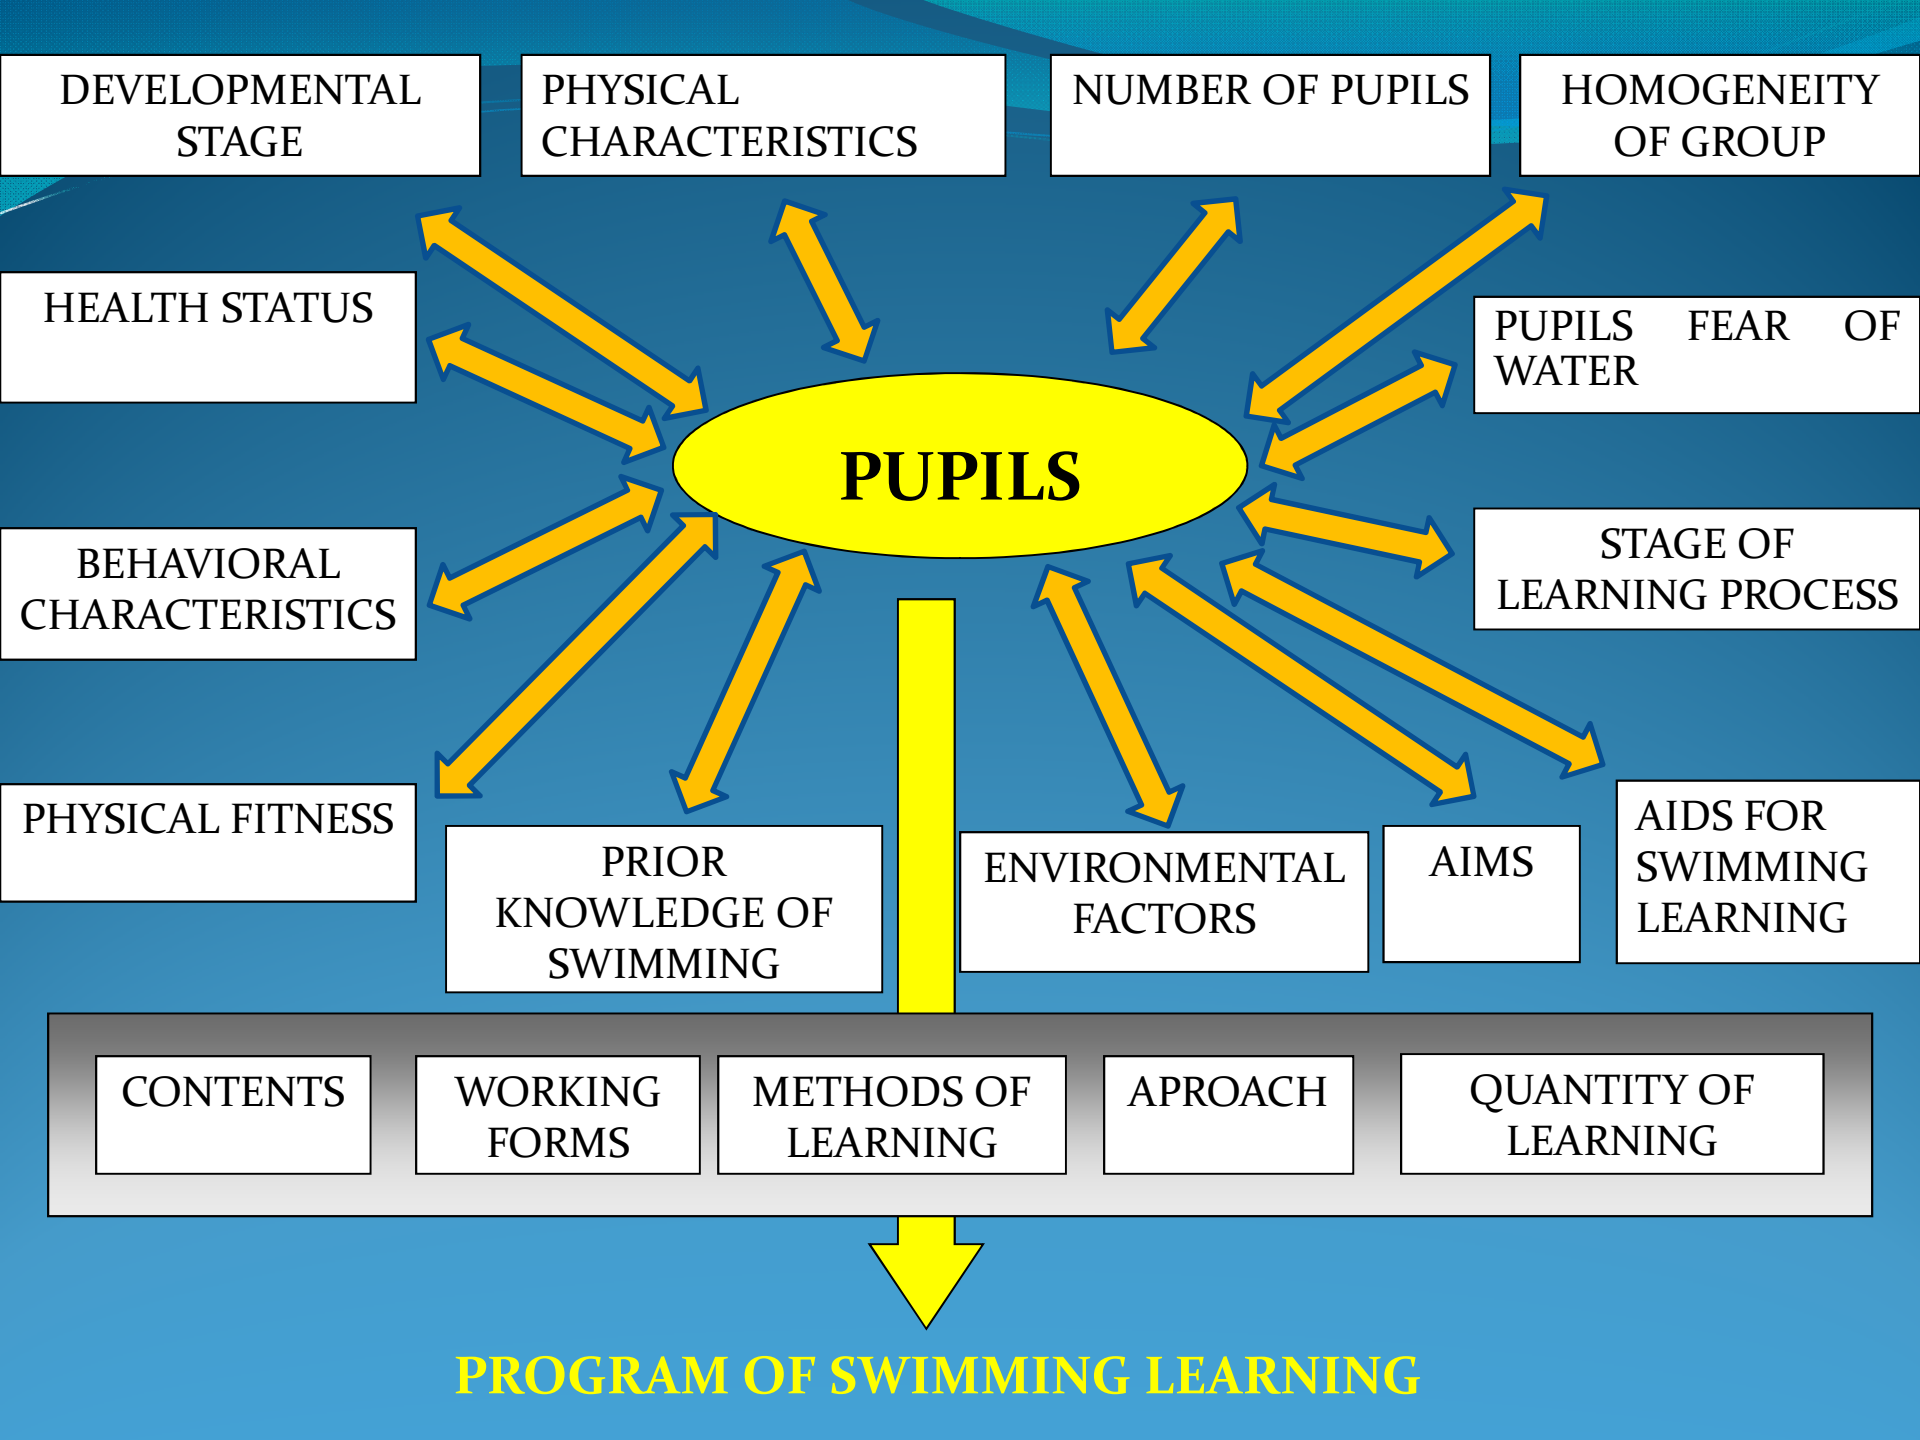 DEVELOPMENTAL
STAGE
PHYSICAL
CHARACTERISTICS
NUMBER OF PUPILS
HOMOGENEITY
OF GROUP
HEALTH STATUS
PUPILS FEAR OF
WATER
PUPILS
BEHAVIORAL
CHARACTERISTICS
STAGE OF
LEARNING PROCESS
PHYSICAL FITNESS
PRIOR
KNOWLEDGE OF
SWIMMING
ENVIRONMENTAL
FACTORS
AIMS
AIDS FOR
SWIMMING
LEARNING
CONTENTS
WORKING
FORMS
METHODS OF
LEARNING
APROACH
QUANTITY OF
LEARNING
PROGRAM OF SWIMMING LEARNING